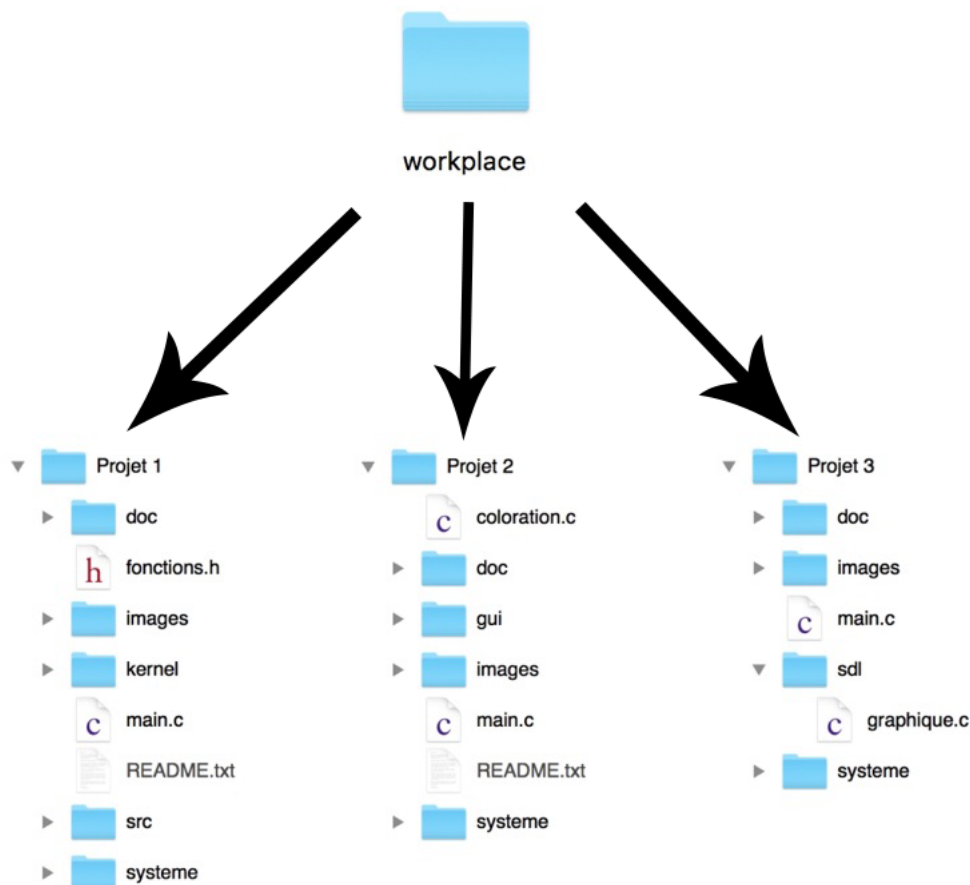 workplace
Projet 1
doc
h fonctions.h
images
kernel
c main.c
README.txt
src
systeme
Projet 2
c coloration.c
doc
gui
images
c main.c
README.txt
systeme
Projet 3
doc
images
c main.c
sdl
c graphique.c
systeme